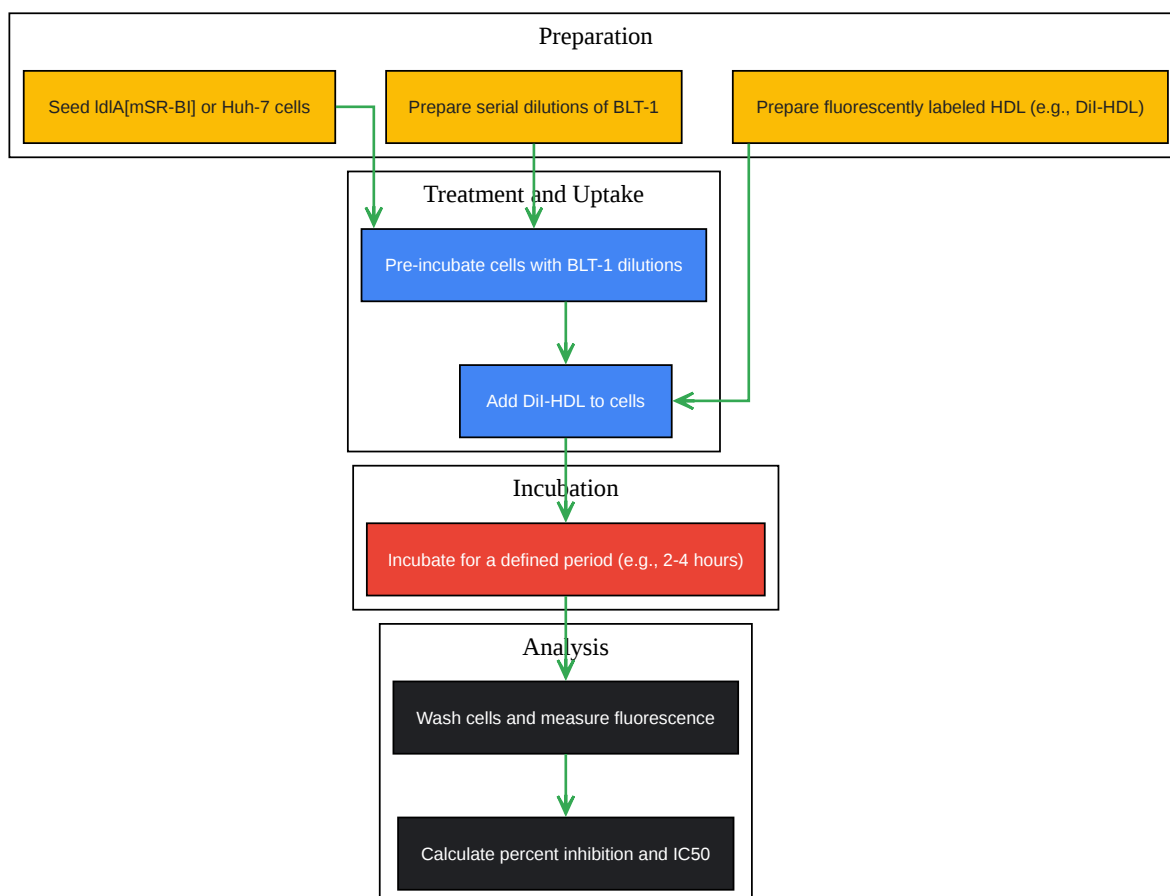 Preparation
Seed ldlA[mSR-BI] or Huh-7 cells
Prepare serial dilutions of BLT-1
Prepare fluorescently labeled HDL (e.g., DiI-HDL)
Treatment and Uptake
Pre-incubate cells with BLT-1 dilutions
Add DiI-HDL to cells
Incubation
Incubate for a defined period (e.g., 2-4 hours)
Analysis
Wash cells and measure fluorescence
Calculate percent inhibition and IC50